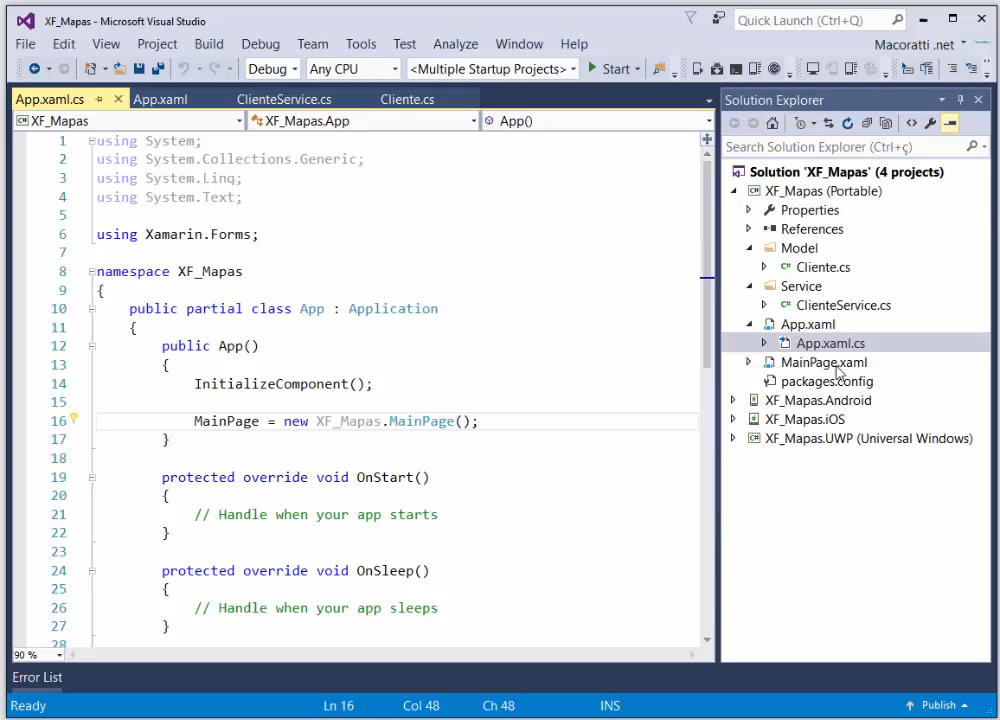 XF_Mapas - Microsoft Visual Studio
Quick Launch (Ctrl+Q)
File Edit View Project Build Debug Team Tools Test Analyze Window Help
Macoratti .net
Debug Any CPU <Multiple Startup Projects> Start
App.xaml.cs App.xaml ClienteService.cs Cliente.cs
XF_Mapas XF_Mapas.App App()
1 using System;
2 using System.Collections.Generic;
3 using System.Linq;
4 using System.Text;
5
6 using Xamarin.Forms;
7
8 namespace XF_Mapas
9 {
10 public partial class App : Application
11 {
12 public App()
13 {
14 InitializeComponent();
15
16 MainPage = new XF_Mapas.MainPage();
17 }
18
19 protected override void OnStart()
20 {
21 // Handle when your app starts
22 }
23
24 protected override void OnSleep()
25 {
26 // Handle when your app sleeps
27 }
28
90 %
Solution Explorer
Search Solution Explorer (Ctrl+ç)
Solution 'XF_Mapas' (4 projects)
XF_Mapas (Portable)
Properties
References
Model
Cliente.cs
Service
ClienteService.cs
App.xaml
App.xaml.cs
MainPage.xaml
packages.config
XF_Mapas.Android
XF_Mapas.iOS
XF_Mapas.UWP (Universal Windows)
Error List
Ready Ln 16 Col 48 Ch 48 INS Publish